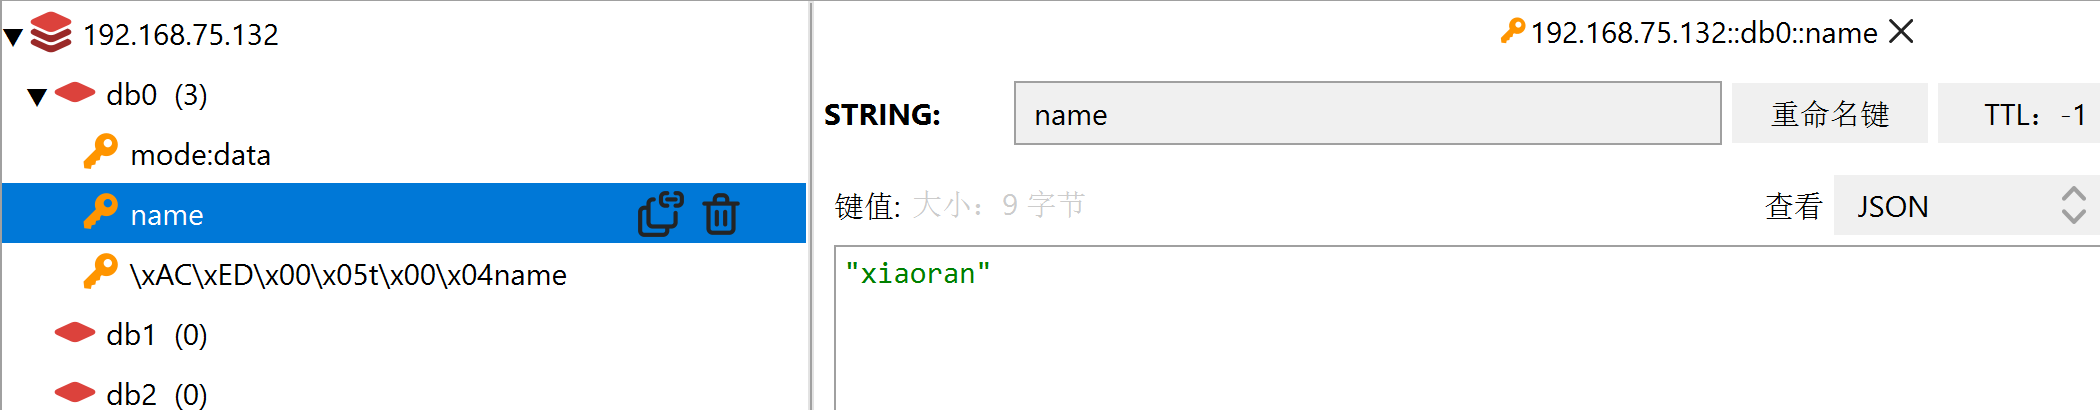 192.168.75.132
db0 (3)
mode:data
name
\xAC\xED\x00\x05t\x00\x04name
db1 (0)
db2 (0)
192.168.75.132::db0::name
STRING: name 重命名键 TTL：-1
键值: 大小：9 字节 查看 JSON
"xiaoran"